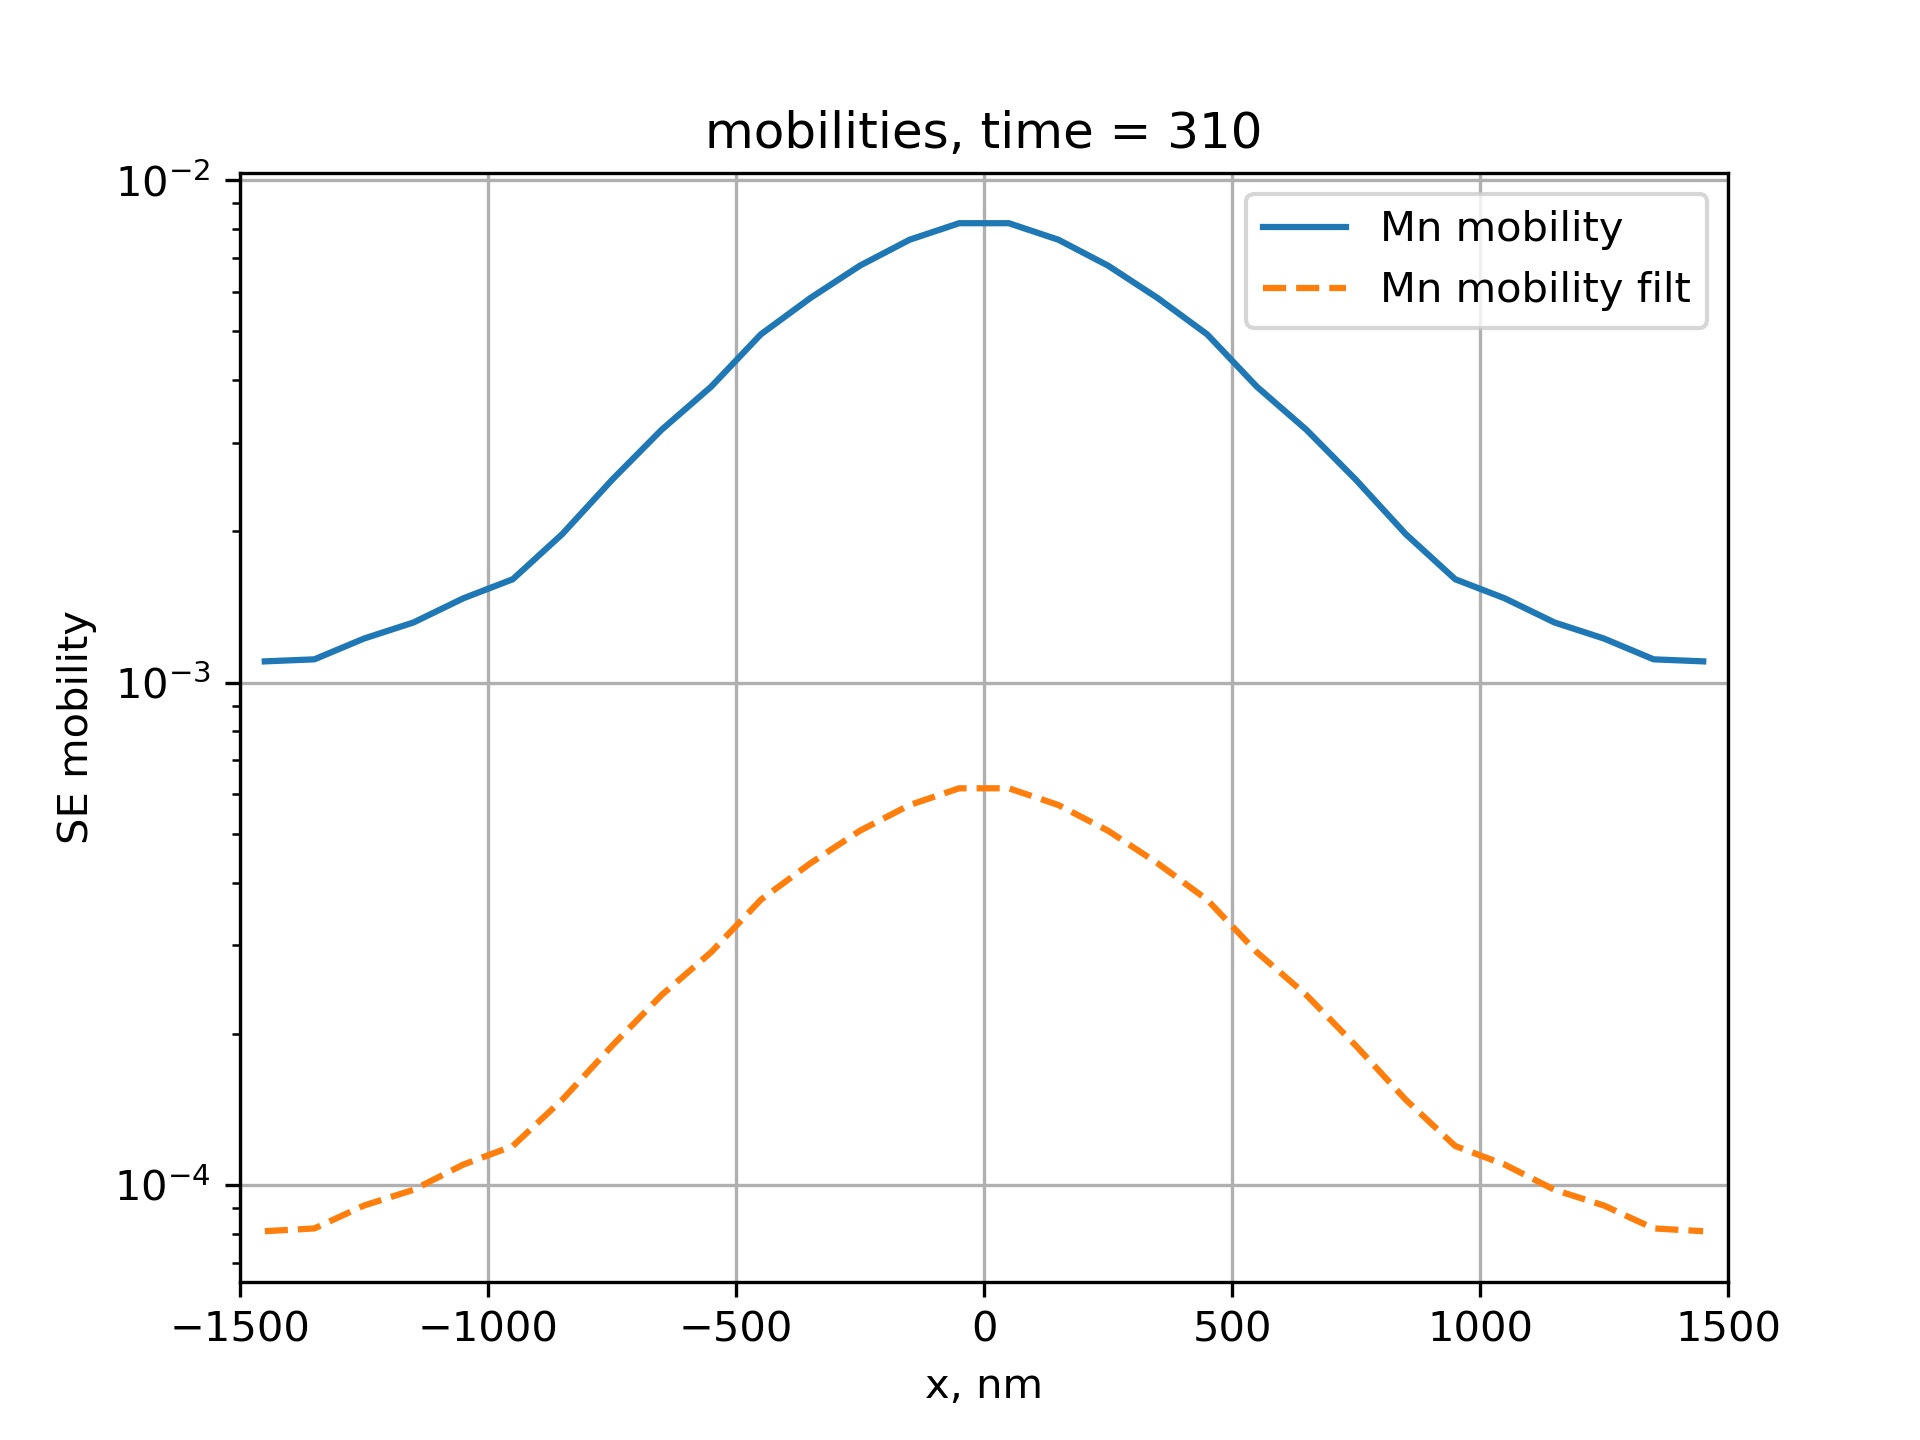 mobilities, time = 310
10⁻²
10⁻³
10⁻⁴
SE mobility
Mn mobility
Mn mobility filt
−1500 −1000 −500 0 500 1000 1500
x, nm